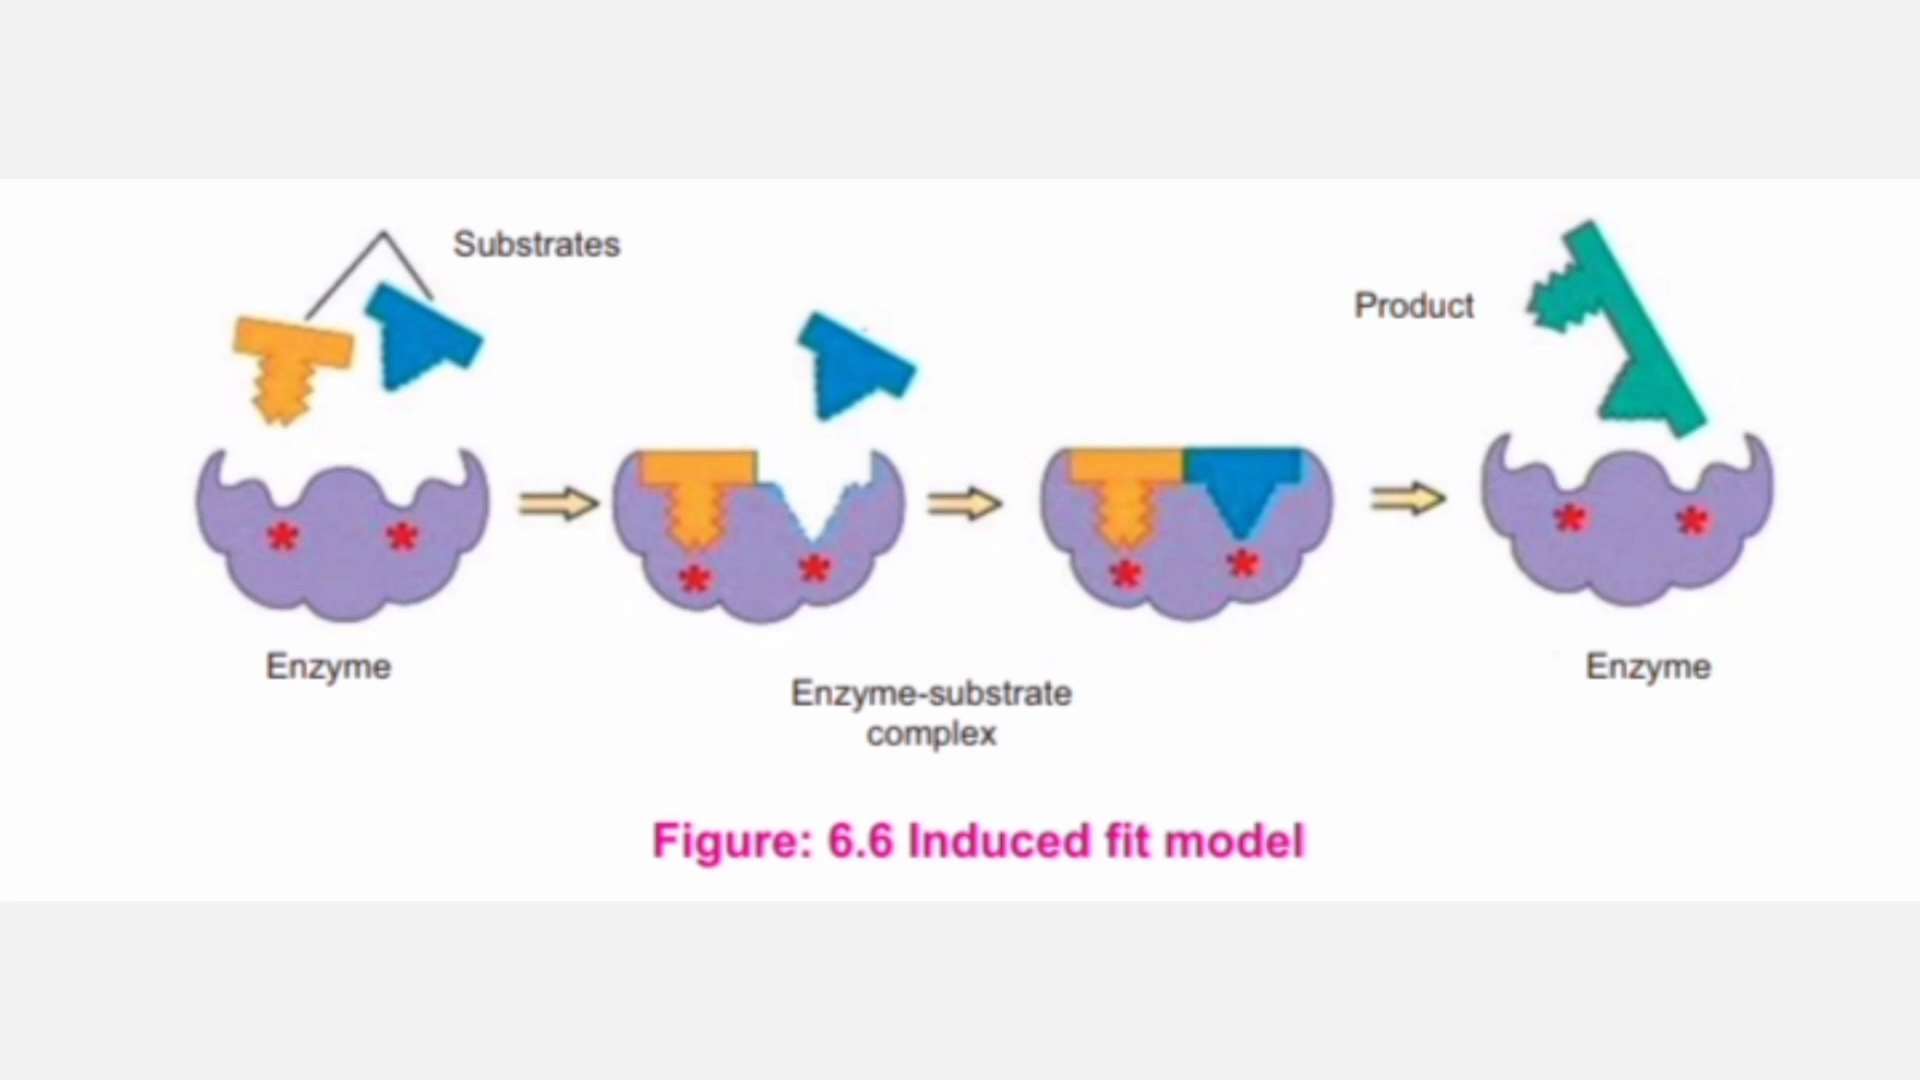 Substrates
Product
Enzyme
Enzyme
Enzyme-substrate
complex
Figure: 6.6 Induced fit model